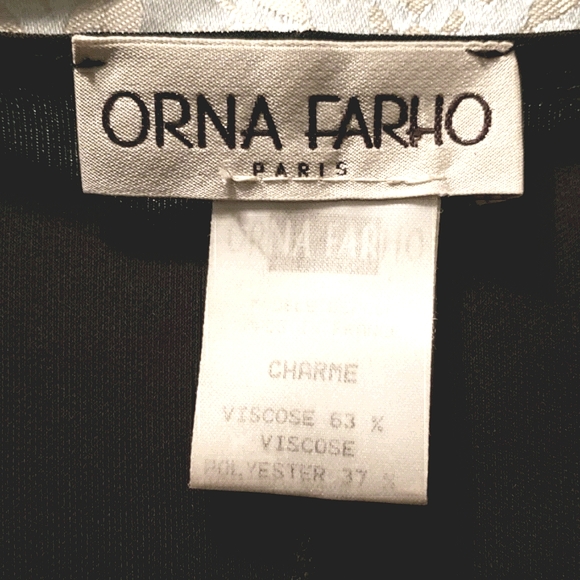 ORNA FARHO
PARIS
ORNA FARHO
CHARME
VISCOSE 63 %
VISCOSE
POLYESTER 37 %